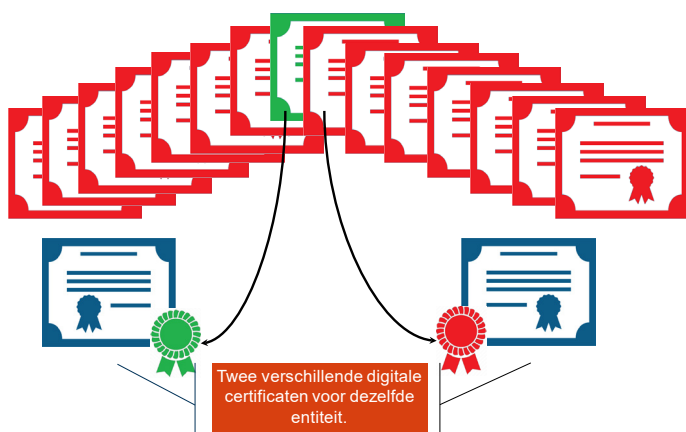 Twee verschillende digitale
certificaten voor dezelfde
entiteit.